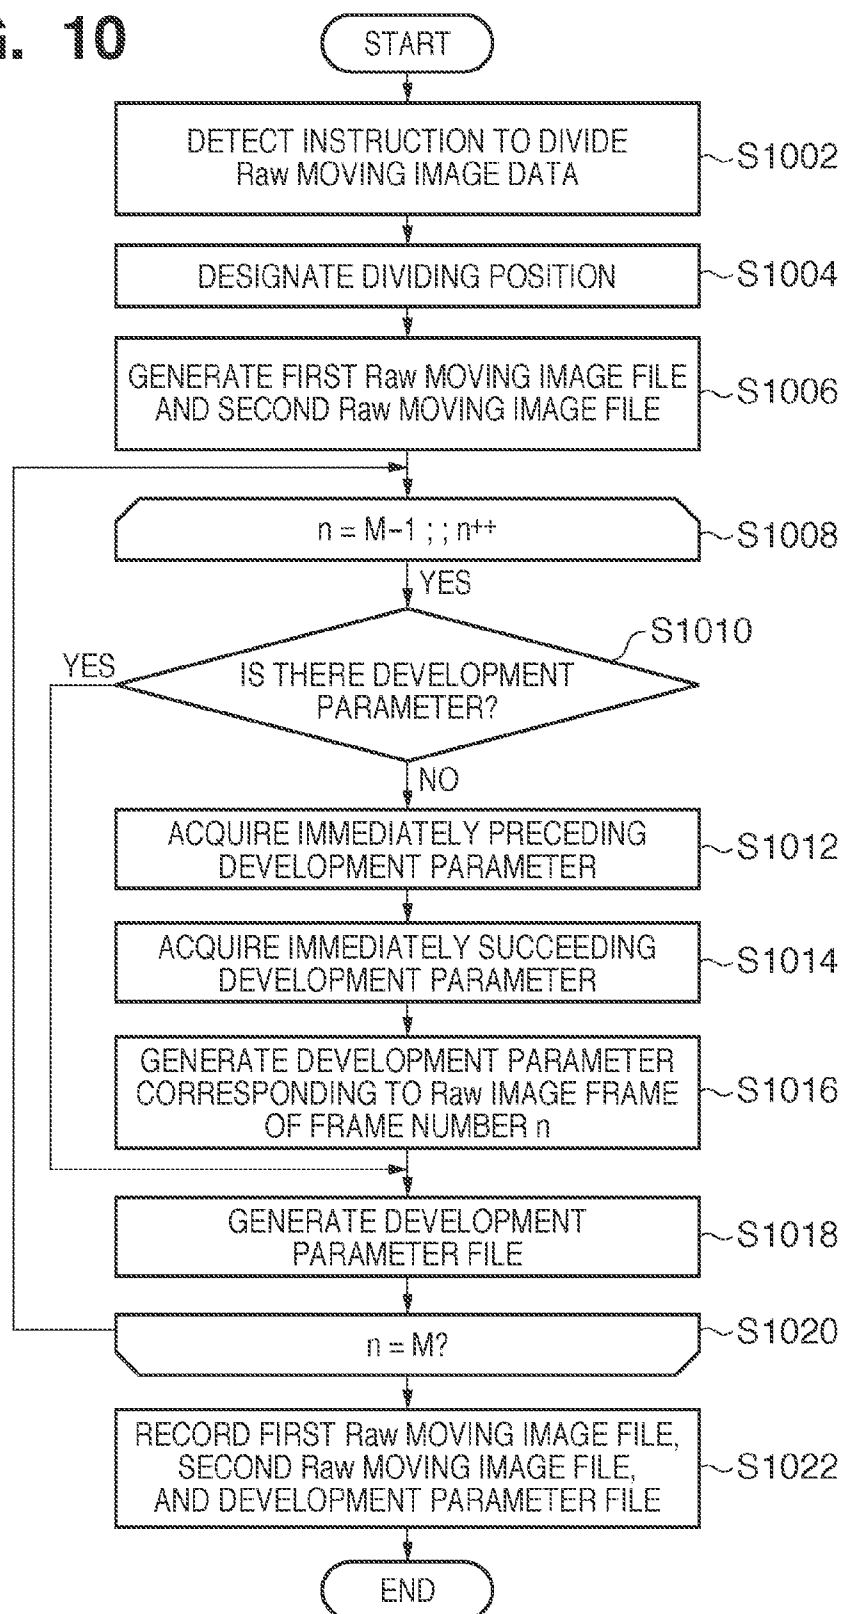 G. 10
START
DETECT INSTRUCTION TO DIVIDE
Raw MOVING IMAGE DATA
S1002
DESIGNATE DIVIDING POSITION
S1004
GENERATE FIRST Raw MOVING IMAGE FILE
AND SECOND Raw MOVING IMAGE FILE
S1006
n = M-1 ; ; n++
S1008
YES
S1010
YES
IS THERE DEVELOPMENT
PARAMETER?
NO
ACQUIRE IMMEDIATELY PRECEDING
DEVELOPMENT PARAMETER
S1012
ACQUIRE IMMEDIATELY SUCCEEDING
DEVELOPMENT PARAMETER
S1014
GENERATE DEVELOPMENT PARAMETER
CORRESPONDING TO Raw IMAGE FRAME
OF FRAME NUMBER n
S1016
GENERATE DEVELOPMENT
PARAMETER FILE
S1018
n = M?
S1020
RECORD FIRST Raw MOVING IMAGE FILE,
SECOND Raw MOVING IMAGE FILE,
AND DEVELOPMENT PARAMETER FILE
S1022
END